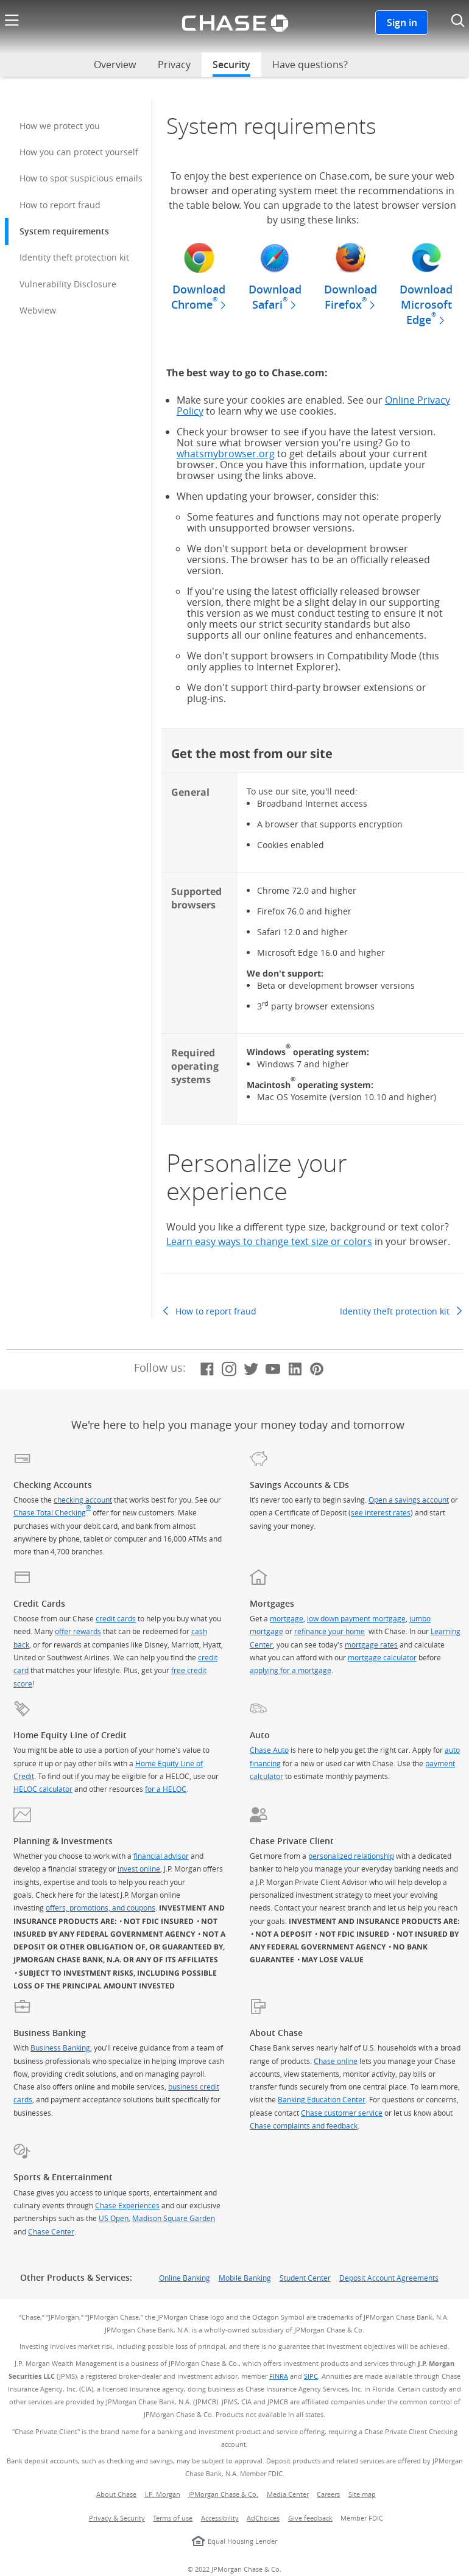 CHASE
Sign in
Overview
Privacy
Security
Have questions?
How we protect you
How you can protect yourself
How to spot suspicious emails
How to report fraud
System requirements
Identity theft protection kit
Vulnerability Disclosure
Webview
System requirements
To enjoy the best experience on Chase.com, be sure your web
browser and operating system meet the recommendations in
the table below. You can upgrade to the latest browser version
by using these links:
Download Chrome®
Download Safari®
Download Firefox®
Download Microsoft Edge®
The best way to go to Chase.com:
• Make sure your cookies are enabled. See our Online Privacy
Policy to learn why we use cookies.
• Check your browser to see if you have the latest version.
Not sure what browser version you're using? Go to
whatsmybrowser.org to get details about your current
browser. Once you have this information, update your
browser using the links above.
• When updating your browser, consider this:
Some features and functions may not operate properly
with unsupported browser versions.
We don't support beta or development browser
versions. The browser has to be an officially released
version.
If you're using the latest officially released browser
version, there might be a slight delay in our supporting
this version as we must conduct testing to ensure it not
only meets our strict security standards but also
supports all our online features and enhancements.
We don't support browsers in Compatibility Mode (this
only applies to Internet Explorer).
We don't support third-party browser extensions or
plug-ins.
Get the most from our site
General
To use our site, you'll need:
• Broadband Internet access
• A browser that supports encryption
• Cookies enabled
Supported
browsers
• Chrome 72.0 and higher
• Firefox 76.0 and higher
• Safari 12.0 and higher
• Microsoft Edge 16.0 and higher
We don't support:
• Beta or development browser versions
• 3rd party browser extensions
Required
operating
systems
Windows® operating system:
• Windows 7 and higher
Macintosh® operating system:
• Mac OS Yosemite (version 10.10 and higher)
Personalize your
experience
Would you like a different type size, background or text color?
Learn easy ways to change text size or colors in your browser.
How to report fraud
Identity theft protection kit
Follow us:
We're here to help you manage your money today and tomorrow
Checking Accounts
Choose the checking account that works best for you. See our
Chase Total Checking® offer for new customers. Make
purchases with your debit card, and bank from almost
anywhere by phone, tablet or computer and 16,000 ATMs and
more than 4,700 branches.
Savings Accounts & CDs
It's never too early to begin saving. Open a savings account or
open a Certificate of Deposit (see interest rates) and start
saving your money.
Credit Cards
Choose from our Chase credit cards to help you buy what you
need. Many offer rewards that can be redeemed for cash
back, or for rewards at companies like Disney, Marriott, Hyatt,
United or Southwest Airlines. We can help you find the credit
card that matches your lifestyle. Plus, get your free credit
score!
Mortgages
Get a mortgage, low down payment mortgage, jumbo
mortgage or refinance your home with Chase. In our Learning
Center, you can see today's mortgage rates and calculate
what you can afford with our mortgage calculator before
applying for a mortgage.
Home Equity Line of Credit
You might be able to use a portion of your home's value to
spruce it up or pay other bills with a Home Equity Line of
Credit. To find out if you may be eligible for a HELOC, use our
HELOC calculator and other resources for a HELOC.
Auto
Chase Auto is here to help you get the right car. Apply for auto
financing for a new or used car with Chase. Use the payment
calculator to estimate monthly payments.
Planning & Investments
Whether you choose to work with a financial advisor and
develop a financial strategy or invest online, J.P. Morgan offers
insights, expertise and tools to help you reach your
goals. Check here for the latest J.P. Morgan online
investing offers, promotions, and coupons. INVESTMENT AND
INSURANCE PRODUCTS ARE: • NOT FDIC INSURED • NOT
INSURED BY ANY FEDERAL GOVERNMENT AGENCY • NOT A
DEPOSIT OR OTHER OBLIGATION OF, OR GUARANTEED BY,
JPMORGAN CHASE BANK, N.A. OR ANY OF ITS AFFILIATES
• SUBJECT TO INVESTMENT RISKS, INCLUDING POSSIBLE
LOSS OF THE PRINCIPAL AMOUNT INVESTED
Chase Private Client
Get more from a personalized relationship with a dedicated
banker to help you manage your everyday banking needs and
a J.P. Morgan Private Client Advisor who will help develop a
personalized investment strategy to meet your evolving
needs. Contact your nearest branch and let us help you reach
your goals. INVESTMENT AND INSURANCE PRODUCTS ARE:
• NOT A DEPOSIT • NOT FDIC INSURED • NOT INSURED BY
ANY FEDERAL GOVERNMENT AGENCY • NO BANK
GUARANTEE • MAY LOSE VALUE
Business Banking
With Business Banking, you'll receive guidance from a team of
business professionals who specialize in helping improve cash
flow, providing credit solutions, and on managing payroll.
Chase also offers online and mobile services, business credit
cards, and payment acceptance solutions built specifically for
businesses.
About Chase
Chase Bank serves nearly half of U.S. households with a broad
range of products. Chase online lets you manage your Chase
accounts, view statements, monitor activity, pay bills or
transfer funds securely from one central place. To learn more,
visit the Banking Education Center. For questions or concerns,
please contact Chase customer service or let us know about
Chase complaints and feedback.
Sports & Entertainment
Chase gives you access to unique sports, entertainment and
culinary events through Chase Experiences and our exclusive
partnerships such as the US Open, Madison Square Garden
and Chase Center.
Other Products & Services:
Online Banking
Mobile Banking
Student Center
Deposit Account Agreements
"Chase," "JPMorgan," "JPMorgan Chase," the JPMorgan Chase logo and the Octagon Symbol are trademarks of JPMorgan Chase Bank, N.A.
JPMorgan Chase Bank, N.A. is a wholly-owned subsidiary of JPMorgan Chase & Co.
Investing involves market risk, including possible loss of principal, and there is no guarantee that investment objectives will be achieved.
J.P. Morgan Wealth Management is a business of JPMorgan Chase & Co., which offers investment products and services through J.P. Morgan
Securities LLC (JPMS), a registered broker-dealer and investment advisor, member FINRA and SIPC. Annuities are made available through Chase
Insurance Agency, Inc. (CIA), a licensed insurance agency, doing business as Chase Insurance Agency Services, Inc. in Florida. Certain custody and
other services are provided by JPMorgan Chase Bank, N.A. (JPMCB). JPMS, CIA and JPMCB are affiliated companies under the common control of
JPMorgan Chase & Co. Products not available in all states.
"Chase Private Client" is the brand name for a banking and investment product and service offering, requiring a Chase Private Client Checking
account.
Bank deposit accounts, such as checking and savings, may be subject to approval. Deposit products and related services are offered by JPMorgan
Chase Bank, N.A. Member FDIC.
About Chase
J.P. Morgan
JPMorgan Chase & Co.
Media Center
Careers
Site map
Privacy & Security
Terms of use
Accessibility
AdChoices
Give feedback
Member FDIC
Equal Housing Lender
© 2022 JPMorgan Chase & Co.